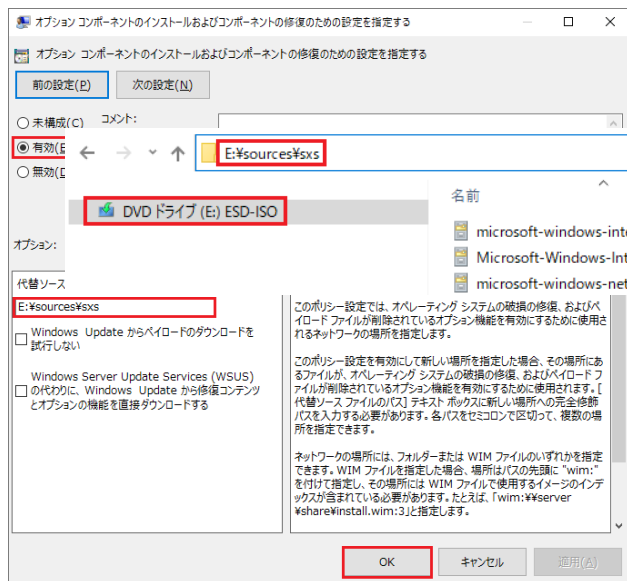 オプション コンポーネントのインストールおよびコンポーネントの修復のための設定を指定する
オプション コンポーネントのインストールおよびコンポーネントの修復のための設定を指定する
前の設定(P)
次の設定(N)
未構成(C)
コメント:
有効(E
無効(D
E:¥sources¥sxs
DVD ドライブ (E:) ESD-ISO
名前
microsoft-windows-inte
Microsoft-Windows-Int
microsoft-windows-net
オプション:
代替ソース
E:¥sources¥sxs
Windows Update からペイロードのダウンロードを
試行しない
Windows Server Update Services (WSUS)
の代わりに、Windows Update から修復コンテンツ
とオプションの機能を直接ダウンロードする
このポリシー設定では、オペレーティング システムの破損の修復、およびペ
イロード ファイルが削除されているオプション機能を有効にするために使用さ
れるネットワークの場所を指定します。
このポリシー設定を有効にして新しい場所を指定した場合、その場所にあ
るファイルが、オペレーティング システムの破損の修復、およびペイロード フ
ァイルが削除されているオプション機能を有効にするために使用されます。[
代替ソース ファイルのパス] テキスト ボックスに新しい場所への完全修飾
パスを入力する必要があります。各パスをセミコロンで区切って、複数の場
所を指定できます。
ネットワークの場所には、フォルダーまたは WIM ファイルのいずれかを指定
できます。WIM ファイルを指定した場合、場所はパスの先頭に "wim:"
を付けて指定し、その場所には WIM ファイルで使用するイメージのインデ
ックスが含まれている必要があります。たとえば、「wim:¥¥server
¥share¥install.wim:3」と指定します。
OK
キャンセル
適用(A)